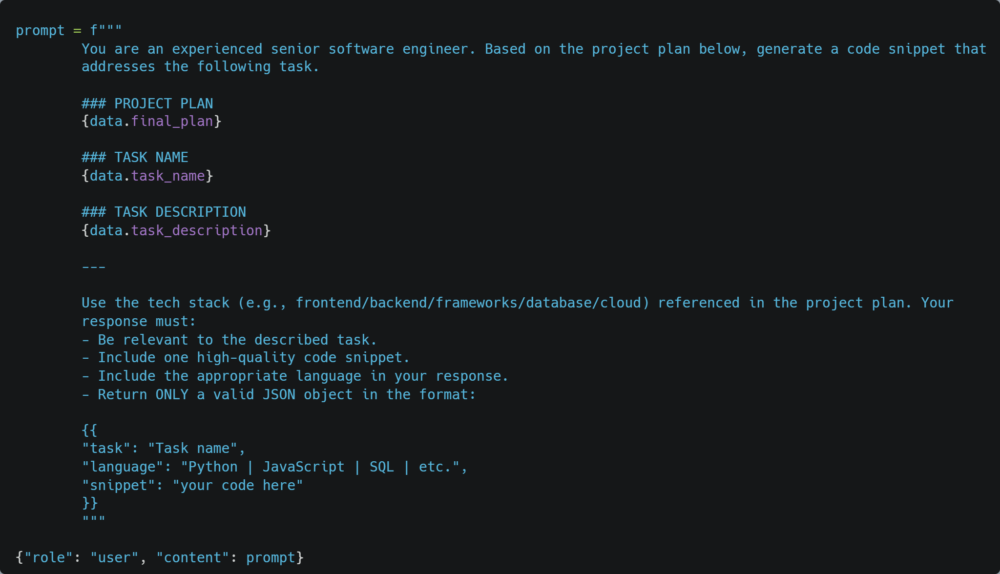 prompt = f"""
You are an experienced senior software engineer. Based on the project plan below, generate a code snippet that
addresses the following task.
### PROJECT PLAN
{data.final_plan}
### TASK NAME
{data.task_name}
### TASK DESCRIPTION
{data.task_description}
---
Use the tech stack (e.g., frontend/backend/frameworks/database/cloud) referenced in the project plan. Your
response must:
- Be relevant to the described task.
- Include one high-quality code snippet.
- Include the appropriate language in your response.
- Return ONLY a valid JSON object in the format:
{{
"task": "Task name",
"language": "Python | JavaScript | SQL | etc.",
"snippet": "your code here"
}}
"""
{"role": "user", "content": prompt}